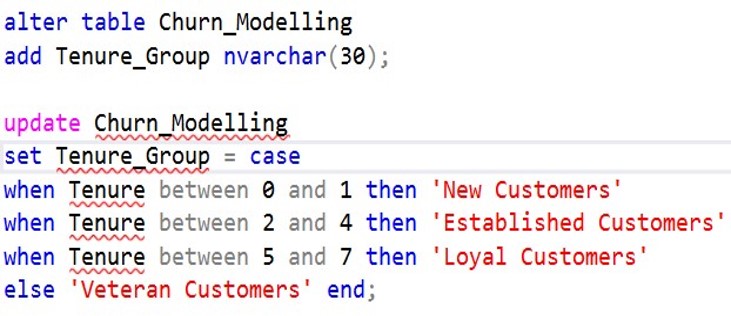 alter table Churn_Modelling
add Tenure_Group nvarchar(30);
update Churn_Modelling
set Tenure_Group = case
when Tenure between 0 and 1 then 'New Customers'
when Tenure between 2 and 4 then 'Established Customers'
when Tenure between 5 and 7 then 'Loyal Customers'
else 'Veteran Customers' end;